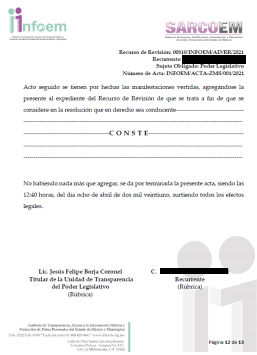 infoem
SARCOEM
Recurso de Revisión: 00010/INFOEM/AD/RR/2021
Recurrente:
Sujeto Obligado: Poder Legislativo
Número de Acta: INFOEM/ACTA-ZMS/001/2021
Acto seguido se tienen por hechas las manifestaciones vertidas, agregándose la
presente al expediente del Recurso de Revisión de que se trata a fin de que se
considere en la resolución que en derecho sea conducente
C O N S T E
No habiendo nada más que agregar, se da por terminada la presente acta, siendo las
12:40 horas, del día ocho de abril de dos mil veintiuno, surtiendo todos los efectos
legales.
Lic. Jesús Felipe Borja Coronel
Titular de la Unidad de Transparencia
del Poder Legislativo
(Rubrica)
C.
Recurrente
(Rubrica)
Instituto de Transparencia, Acceso a la Información Pública y
Protección de Datos Personales del Estado de México y Municipios
Página 12 de 13